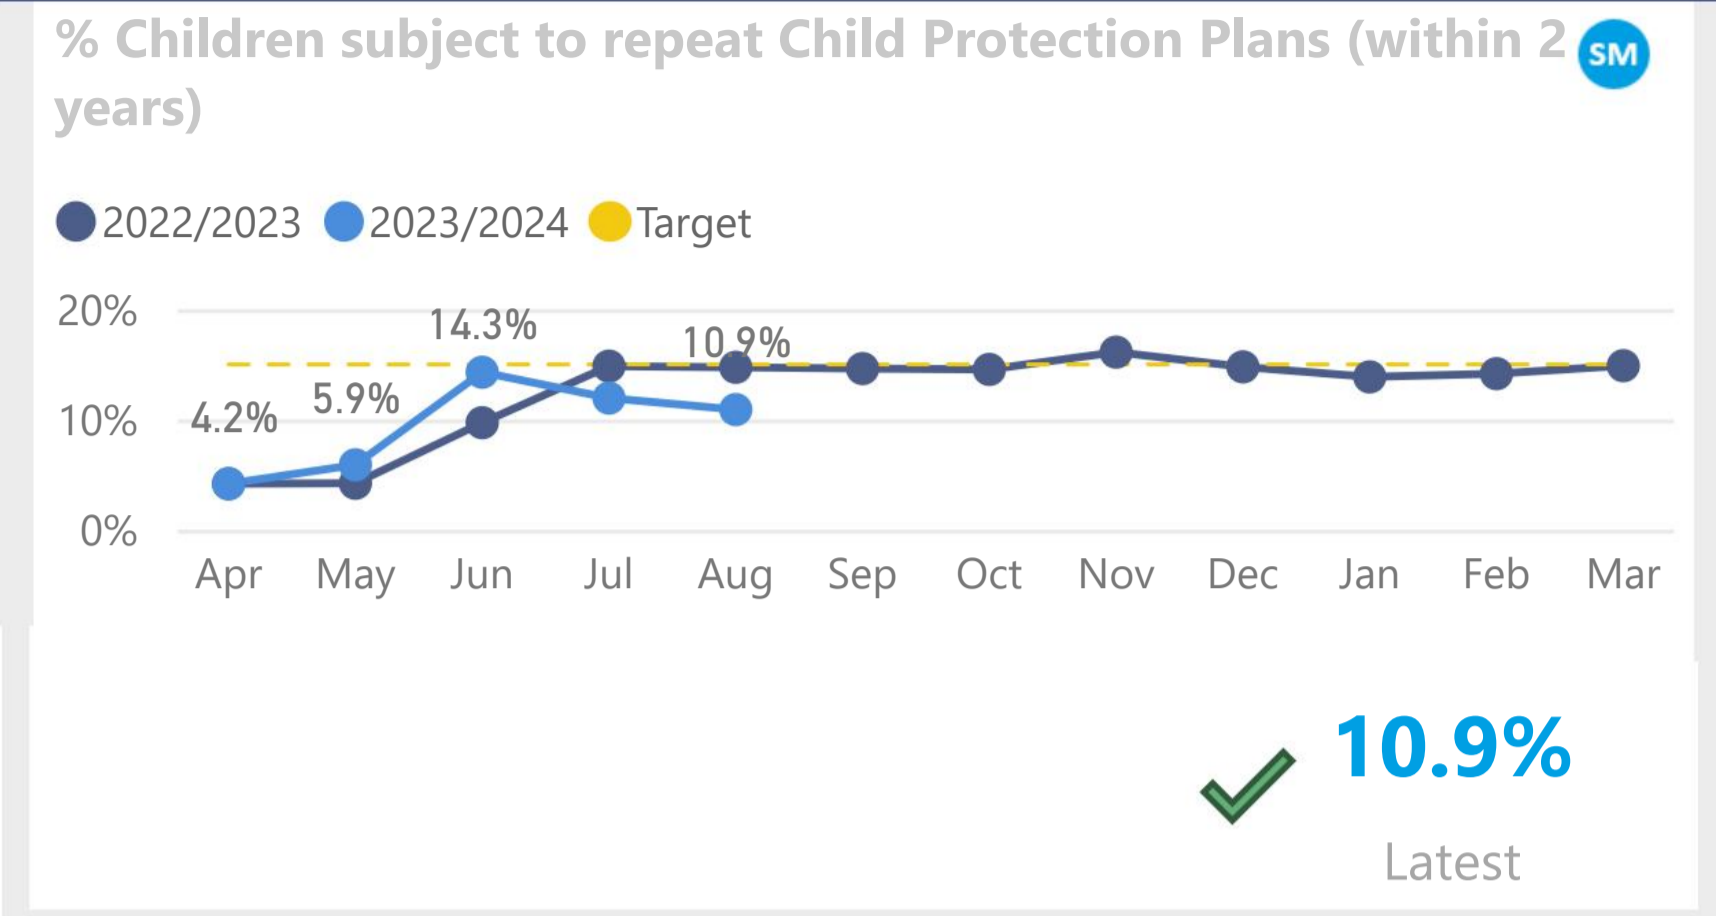 % Children subject to repeat Child Protection Plans (within 2
years)
SM
2022/2023 2023/2024 Target
20%
14.3%
10.9%
5.9%
4.2%
10%
0%
Apr May Jun Jul Aug Sep Oct Nov Dec Jan Feb Mar
10.9%
Latest